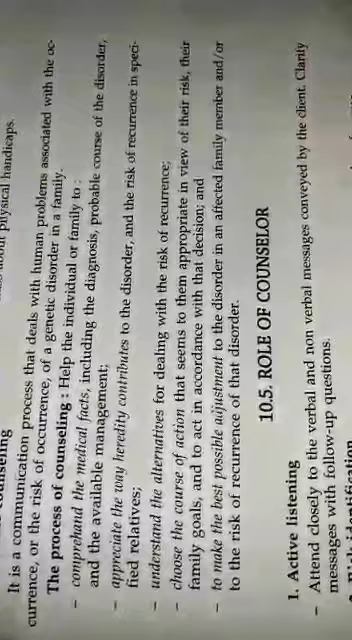 physical handicaps.
It is a communication process that deals with human problems associated with the oc-
currence, or the risk of occurrence, of a genetic disorder in a family.
The process of counseling : Help the individual or family to :
– comprehend the medical facts, including the diagnosis, probable course of the disorder,
and the available management;
– appreciate the way heredity contributes to the disorder, and the risk of recurrence in speci-
fied relatives;
– understand the alternatives for dealing with the risk of recurrence;
– choose the course of action that seems to them appropriate in view of their risk, their
family goals, and to act in accordance with that decision; and
– to make the best possible adjustment to the disorder in an affected family member and/or
to the risk of recurrence of that disorder.
10.5. ROLE OF COUNSELOR
1. Active listening
– Attend closely to the verbal and non verbal messages conveyed by the client. Clarity
messages with follow-up questions.